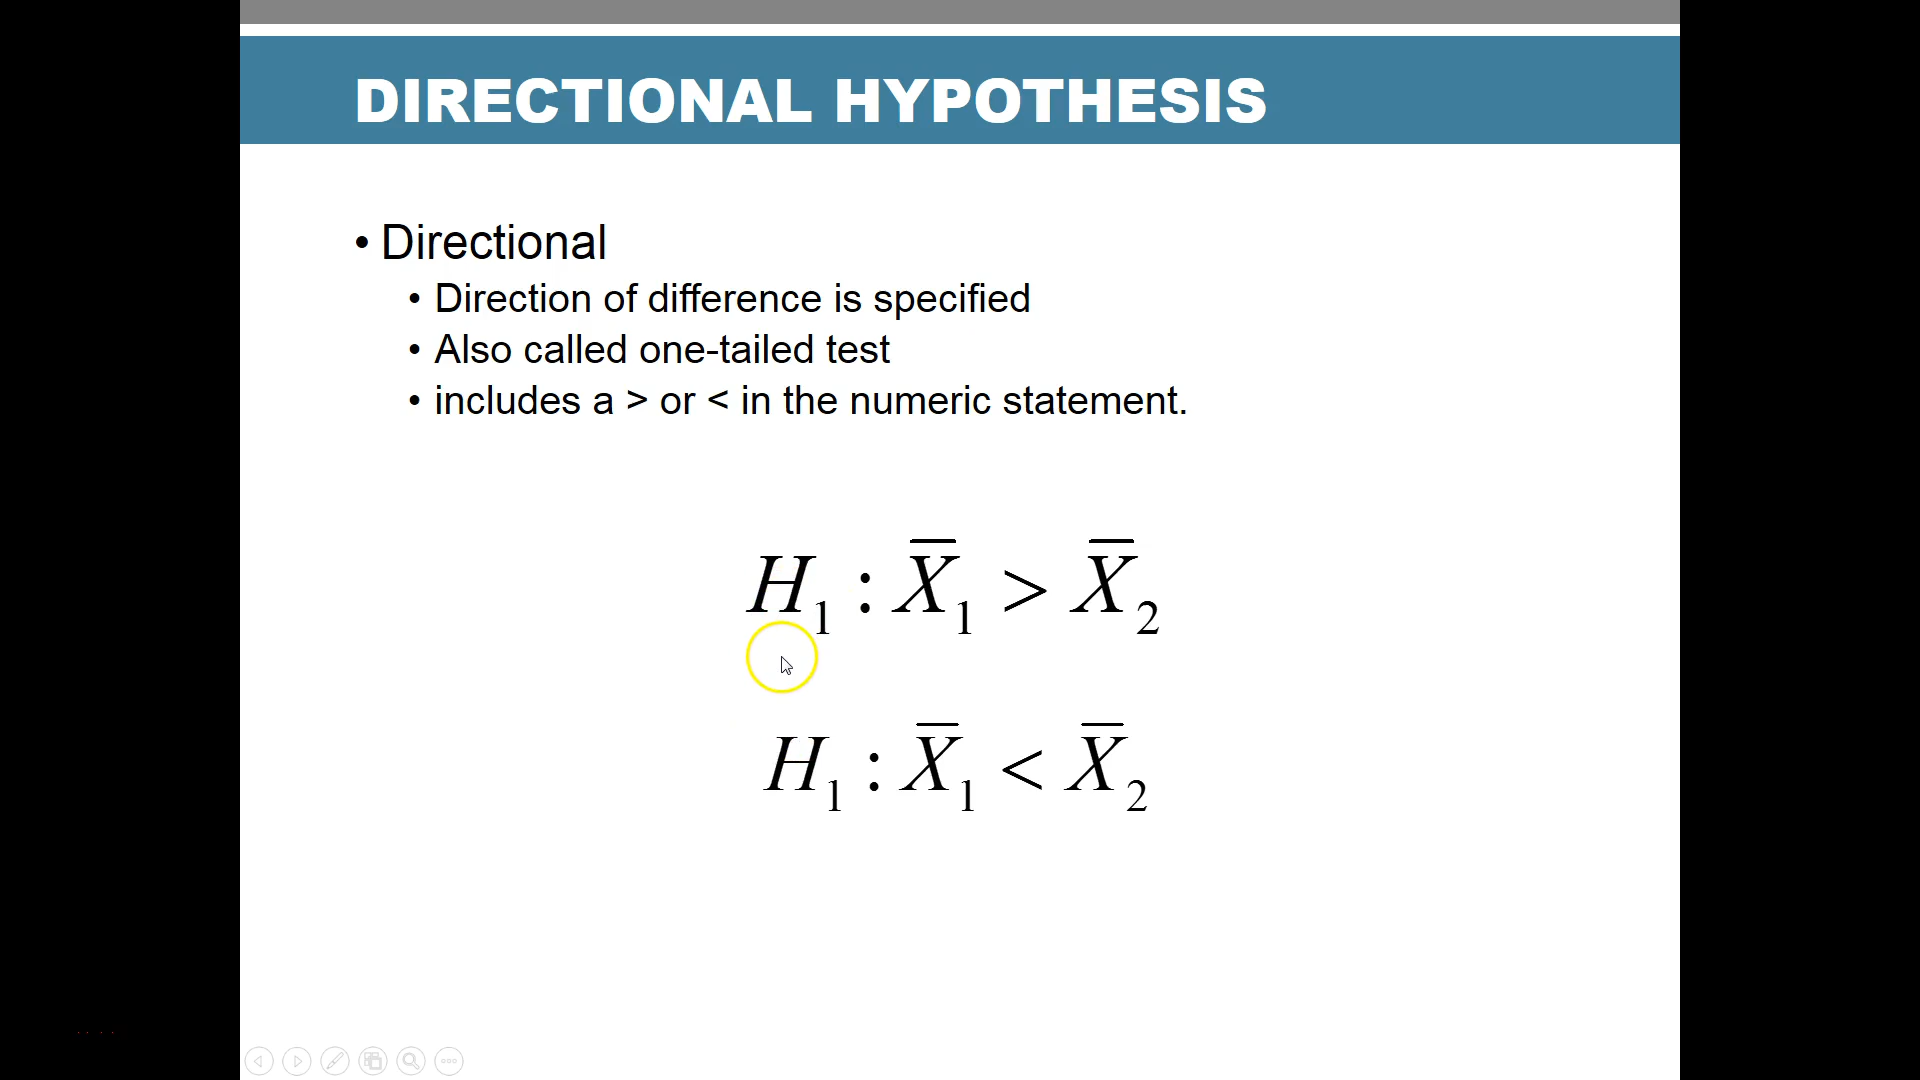 DIRECTIONAL HYPOTHESIS
• Directional
• Direction of difference is specified
• Also called one-tailed test
• includes a > or < in the numeric statement.
H₁ : X̅₁ > X̅₂
H₁ : X̅₁ < X̅₂